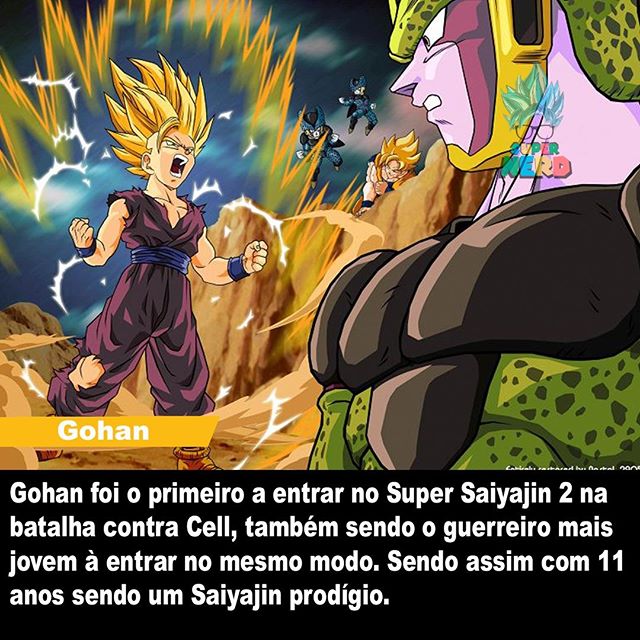 SUPER
NERD
Gohan
Gohan foi o primeiro a entrar no Super Saiyajin 2 na
batalha contra Cell, também sendo o guerreiro mais
jovem à entrar no mesmo modo. Sendo assim com 11
anos sendo um Saiyajin prodígio.